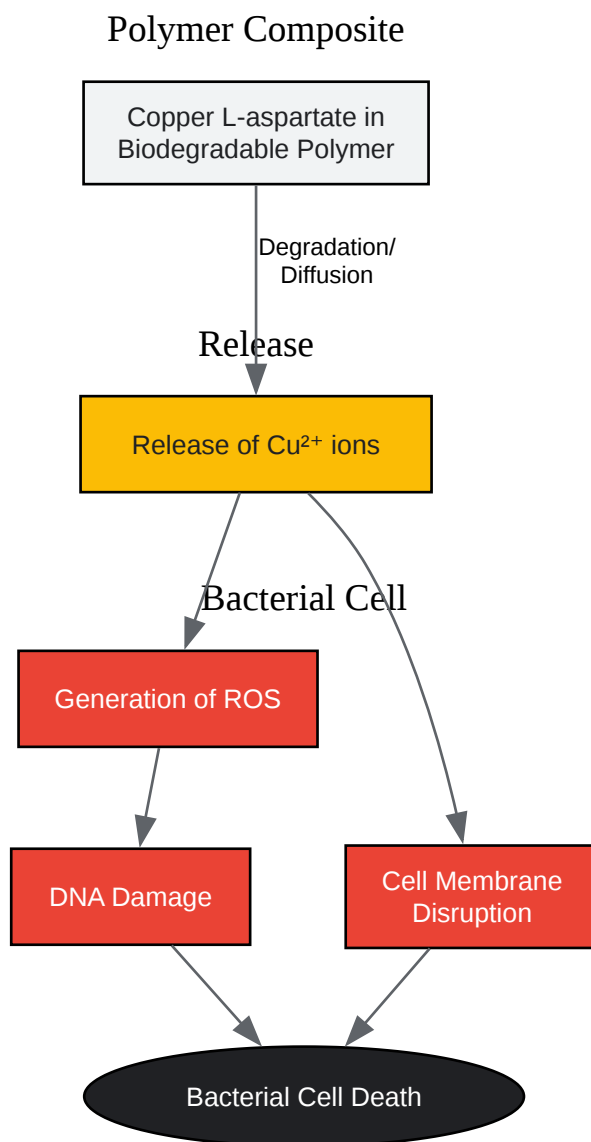 Polymer Composite
Copper L-aspartate in
Biodegradable Polymer
Degradation/
Diffusion
Release
Release of Cu²⁺ ions
Bacterial Cell
Generation of ROS
DNA Damage
Cell Membrane
Disruption
Bacterial Cell Death